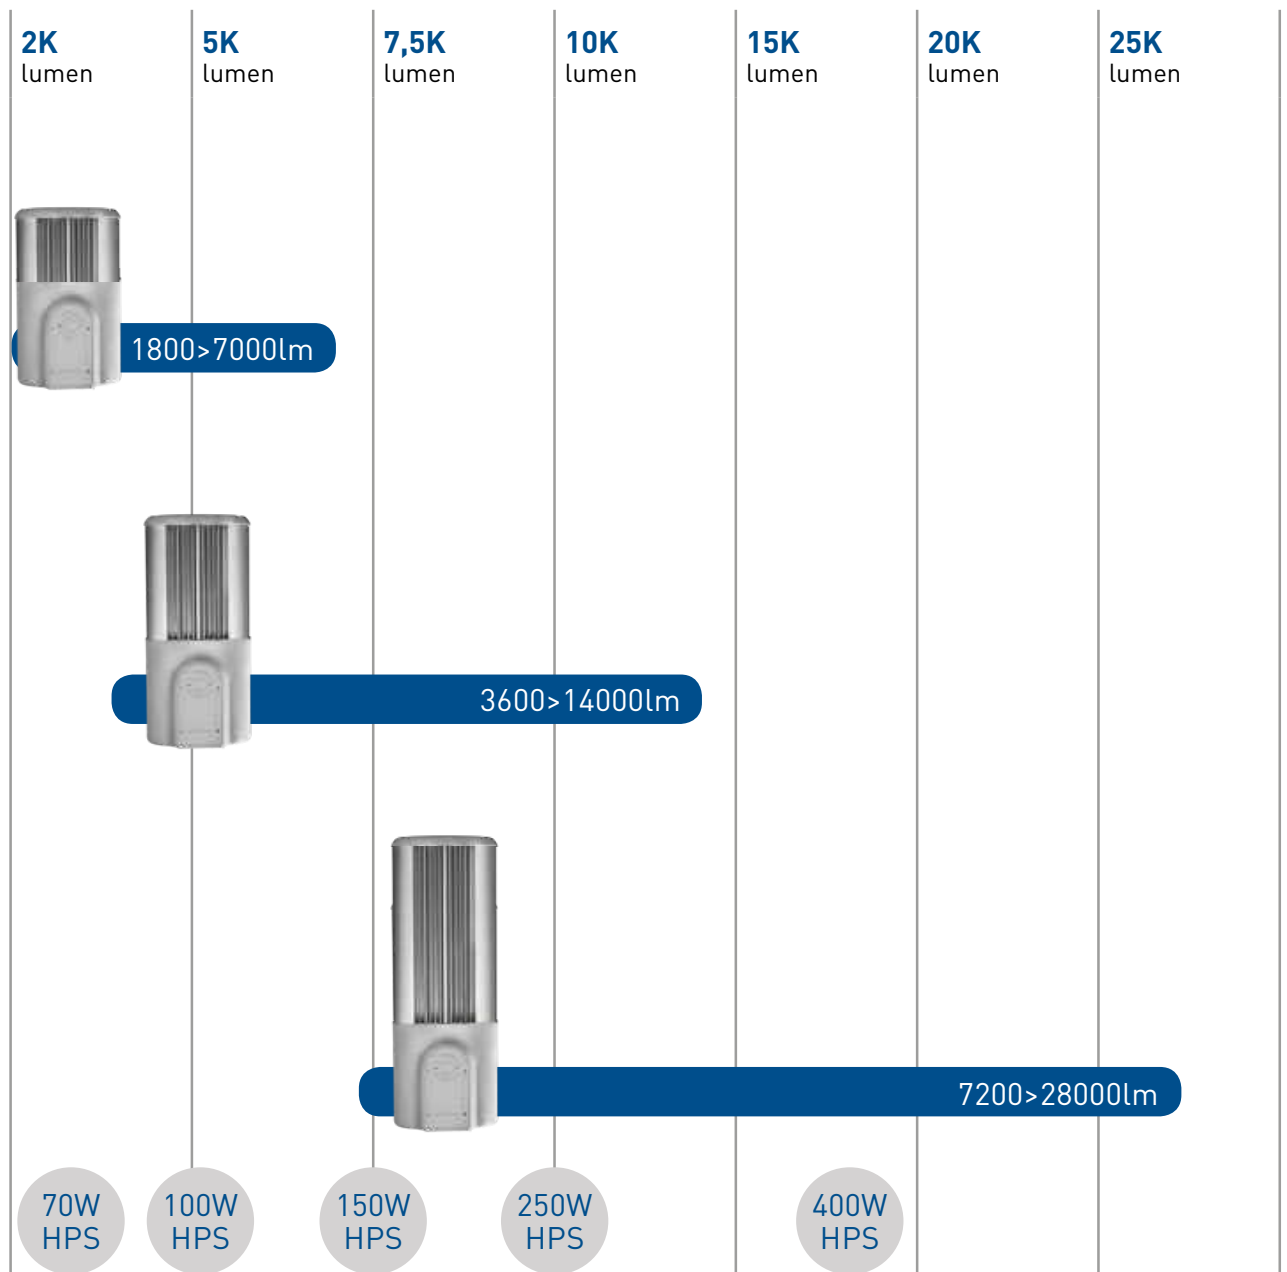 2K
lumen
5K
lumen
7,5K
lumen
10K
lumen
15K
lumen
20K
lumen
25K
lumen
1800>7000lm
3600>14000lm
7200>28000lm
70W
HPS
100W
HPS
150W
HPS
250W
HPS
400W
HPS